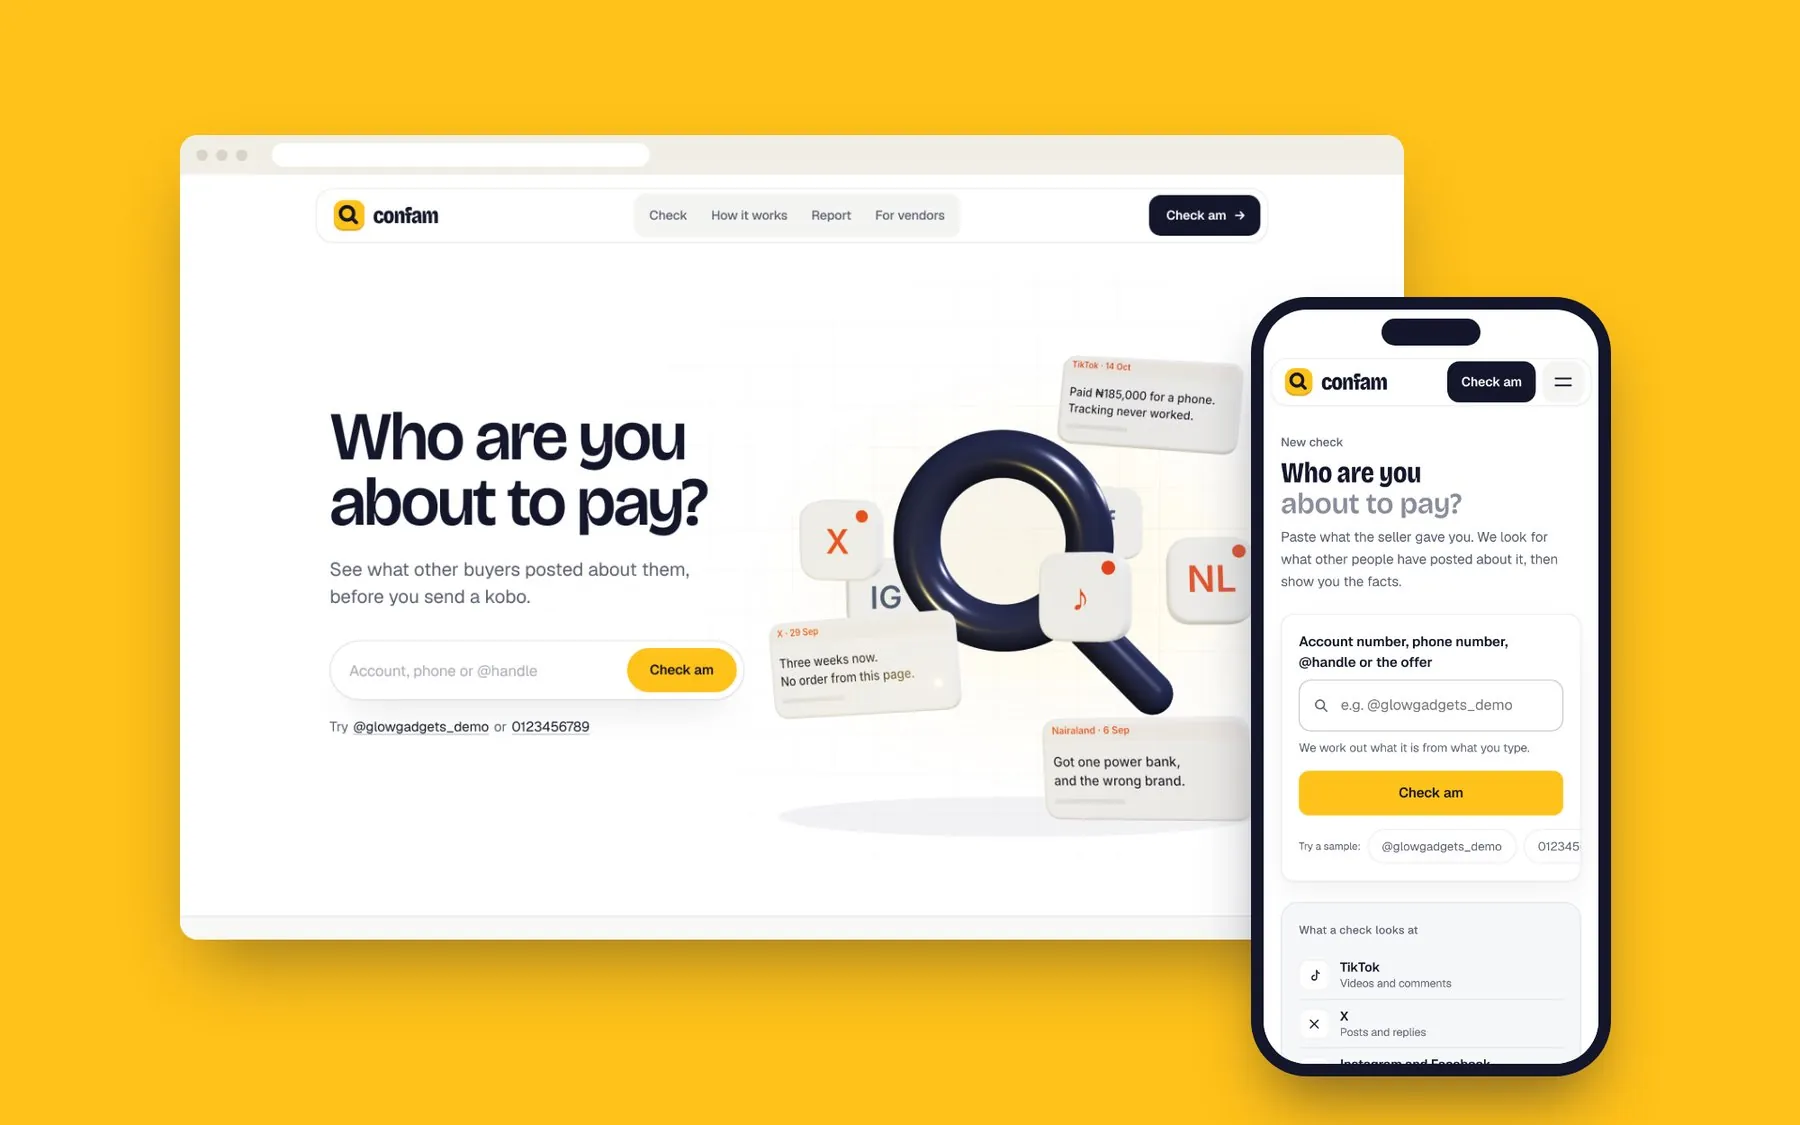 confam
Check
How it works
Report
For vendors
Check am →
Who are you
about to pay?
See what other buyers posted about them,
before you send a kobo.
Account, phone or @handle
Check am
Try @glowgadgets_demo or 0123456789
TikTok · 14 Oct
Paid ₦185,000 for a phone.
Tracking never worked.
X
IG
f
♪
NL
X · 29 Sep
Three weeks now.
No order from this page.
Nairaland · 6 Sep
Got one power bank,
and the wrong brand.
confam
Check am
New check
Who are you
about to pay?
Paste what the seller gave you. We look for
what other people have posted about it, then
show you the facts.
Account number, phone number,
@handle or the offer
e.g. @glowgadgets_demo
We work out what it is from what you type.
Check am
Try a sample:
@glowgadgets_demo
012345
What a check looks at
TikTok
Videos and comments
X
Posts and replies
Instagram and Facebook